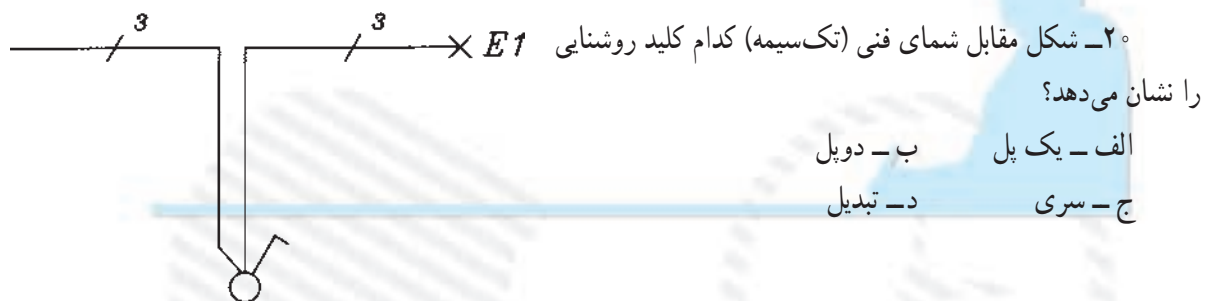 ۲۰ــ شکل مقابل شمای فنی (تک‌سیمه) کدام کلید روشنایی
را نشان می‌دهد؟
الف ــ یک پل ب ــ دوپل
ج ــ سری د ــ تبدیل
3 3 E1